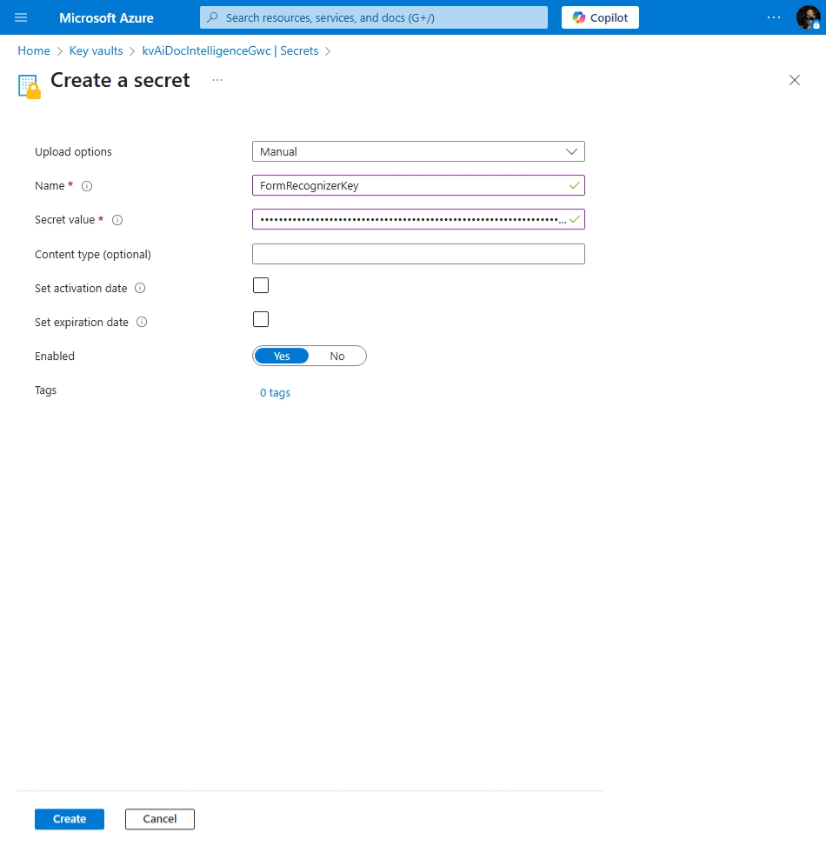 Microsoft Azure
Search resources, services, and docs (G+/)
Copilot
Home > Key vaults > kvAiDocIntelligenceGwc | Secrets >
Create a secret
Upload options
Manual
Name *
FormRecognizerKey
Secret value *
••••••••••••••••••••••••••••••••••••••••••••••••••••••••••••••••••...
Content type (optional)
Set activation date
Set expiration date
Enabled
Yes
No
Tags
0 tags
Create
Cancel